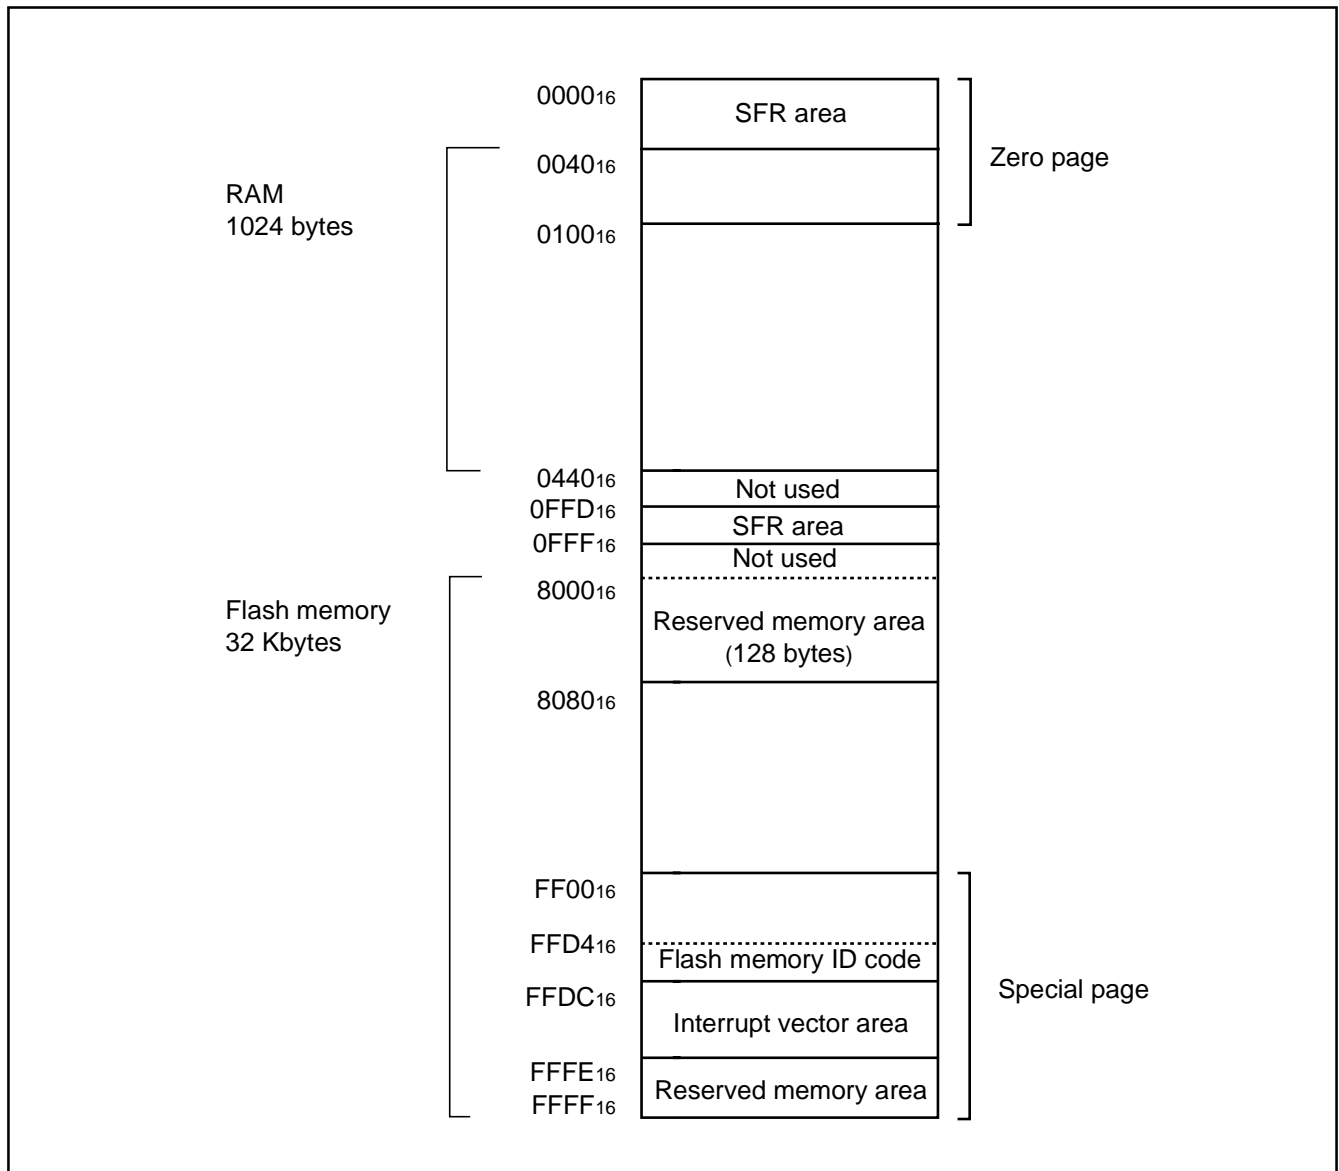 0000₁₆
SFR area
Zero page
0040₁₆
RAM
1024 bytes
0100₁₆
0440₁₆
Not used
0FFD₁₆
SFR area
0FFF₁₆
Not used
8000₁₆
Flash memory
32 Kbytes
Reserved memory area
(128 bytes)
8080₁₆
FF00₁₆
FFD4₁₆
Flash memory ID code
FFDC₁₆
Special page
Interrupt vector area
FFFE₁₆
Reserved memory area
FFFF₁₆